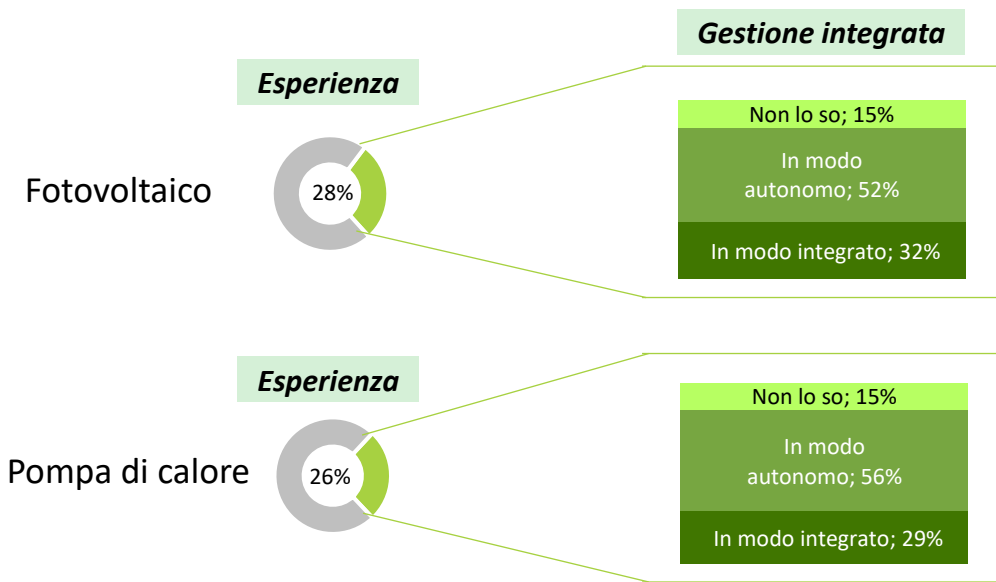 Gestione integrata
Esperienza
Fotovoltaico
28%
Non lo so; 15%
In modo
autonomo; 52%
In modo integrato; 32%
Esperienza
Pompa di calore
26%
Non lo so; 15%
In modo
autonomo; 56%
In modo integrato; 29%